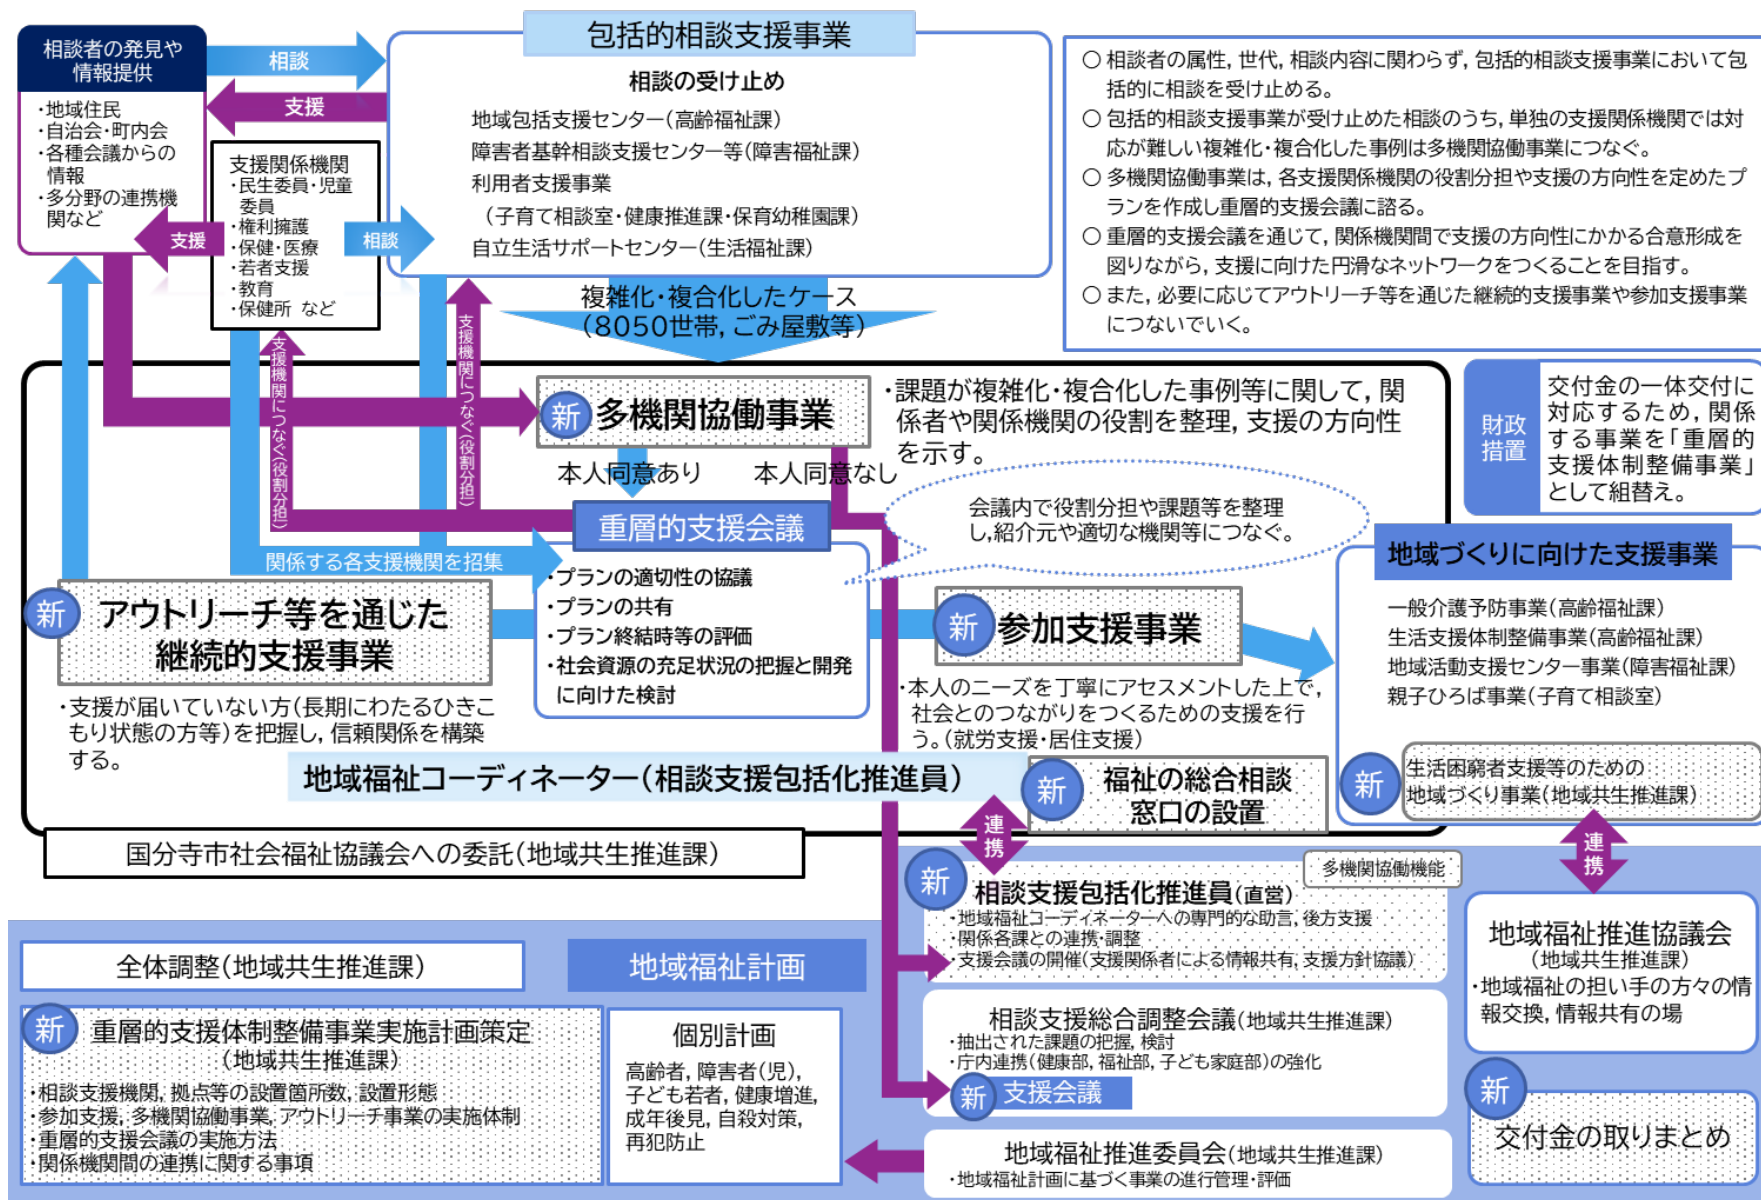 相談者の発見や
情報提供
・地域住民
・自治会・町内会
・各種会議からの
情報
・多分野の連携機
関など
相談
支援
支援関係機関
・民生委員・児童
委員
・権利擁護
・保健・医療
・若者支援
・教育
・保健所 など
支援
相談
包括的相談支援事業
相談の受け止め
地域包括支援センター(高齢福祉課)
障害者基幹相談支援センター等(障害福祉課)
利用者支援事業
(子育て相談室・健康推進課・保育幼稚園課)
自立生活サポートセンター(生活福祉課)
複雑化・複合化したケース
(8050世帯,ごみ屋敷等)
○ 相談者の属性,世代,相談内容に関わらず,包括的相談支援事業において包
括的に相談を受け止める。
○ 包括的相談支援事業が受け止めた相談のうち,単独の支援関係機関では対
応が難しい複雑化・複合化した事例は多機関協働事業につなぐ。
○ 多機関協働事業は,各支援関係機関の役割分担や支援の方向性を定めたプ
ランを作成し重層的支援会議に諮る。
○ 重層的支援会議を通じて,関係機関間で支援の方向性にかかる合意形成を
図りながら,支援に向けた円滑なネットワークをつくることを目指す。
○ また,必要に応じてアウトリーチ等を通じた継続的支援事業や参加支援事業
につないでいく。
支援機関につなぐ(役割分担)
支援機関につなぐ(役割分担)
新
多機関協働事業
・課題が複雑化・複合化した事例等に関して,関
係者や関係機関の役割を整理,支援の方向性
を示す。
本人同意あり
本人同意なし
財政
措置
交付金の一体交付に
対応するため,関係
する事業を「重層的
支援体制整備事業」
として組替え。
重層的支援会議
・プランの適切性の協議
・プランの共有
・プラン終結時等の評価
・社会資源の充足状況の把握と開発
に向けた検討
会議内で役割分担や課題等を整理
し,紹介元や適切な機関等につなぐ。
関係する各支援機関を招集
新
アウトリーチ等を通じた
継続的支援事業
・支援が届いていない方(長期にわたるひきこ
もり状態の方等)を把握し,信頼関係を構築
する。
新
参加支援事業
・本人のニーズを丁寧にアセスメントした上で,
社会とのつながりをつくるための支援を行
う。(就労支援・居住支援)
地域づくりに向けた支援事業
一般介護予防事業(高齢福祉課)
生活支援体制整備事業(高齢福祉課)
地域活動支援センター事業(障害福祉課)
親子ひろば事業(子育て相談室)
新
生活困窮者支援等のための
地域づくり事業(地域共生推進課)
地域福祉コーディネーター(相談支援包括化推進員)
新
福祉の総合相談
窓口の設置
国分寺市社会福祉協議会への委託(地域共生推進課)
連携
連携
多機関協働機能
新
相談支援包括化推進員(直営)
・地域福祉コーディネーターへの専門的な助言,後方支援
・関係各課との連携・調整
・支援会議の開催(支援関係者による情報共有,支援方針協議)
地域福祉推進協議会
(地域共生推進課)
・地域福祉の担い手の方々の情
報交換,情報共有の場
全体調整(地域共生推進課)
地域福祉計画
新
重層的支援体制整備事業実施計画策定
(地域共生推進課)
・相談支援機関,拠点等の設置箇所数,設置形態
・参加支援,多機関協働事業,アウトリーチ事業の実施体制
・重層的支援会議の実施方法
・関係機関間の連携に関する事項
個別計画
高齢者,障害者(児),
子ども若者,健康増進,
成年後見,自殺対策,
再犯防止
相談支援総合調整会議(地域共生推進課)
・抽出された課題の把握,検討
・庁内連携(健康部,福祉部,子ども家庭部)の強化
新
支援会議
地域福祉推進委員会(地域共生推進課)
・地域福祉計画に基づく事業の進行管理・評価
新
交付金の取りまとめ